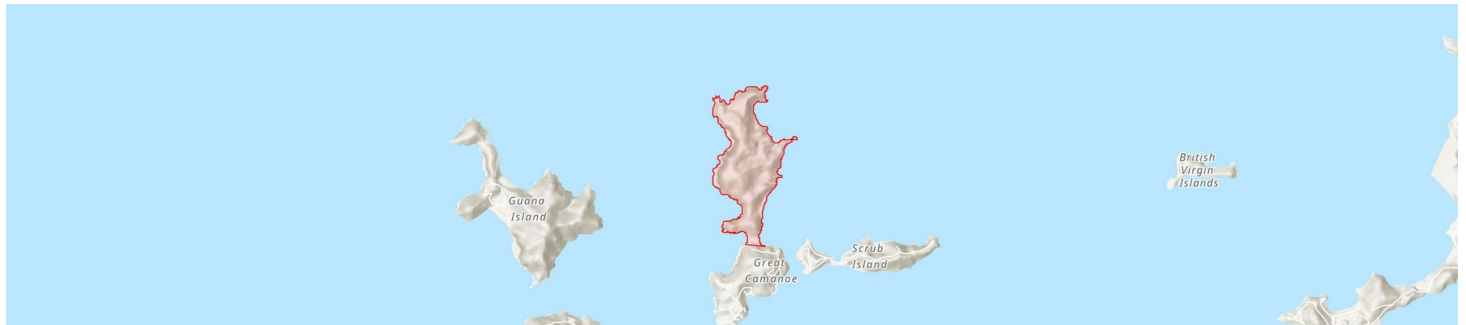 British
Virgin
Islands
Guana
Island
Scrub
Island
Great
Camanoe